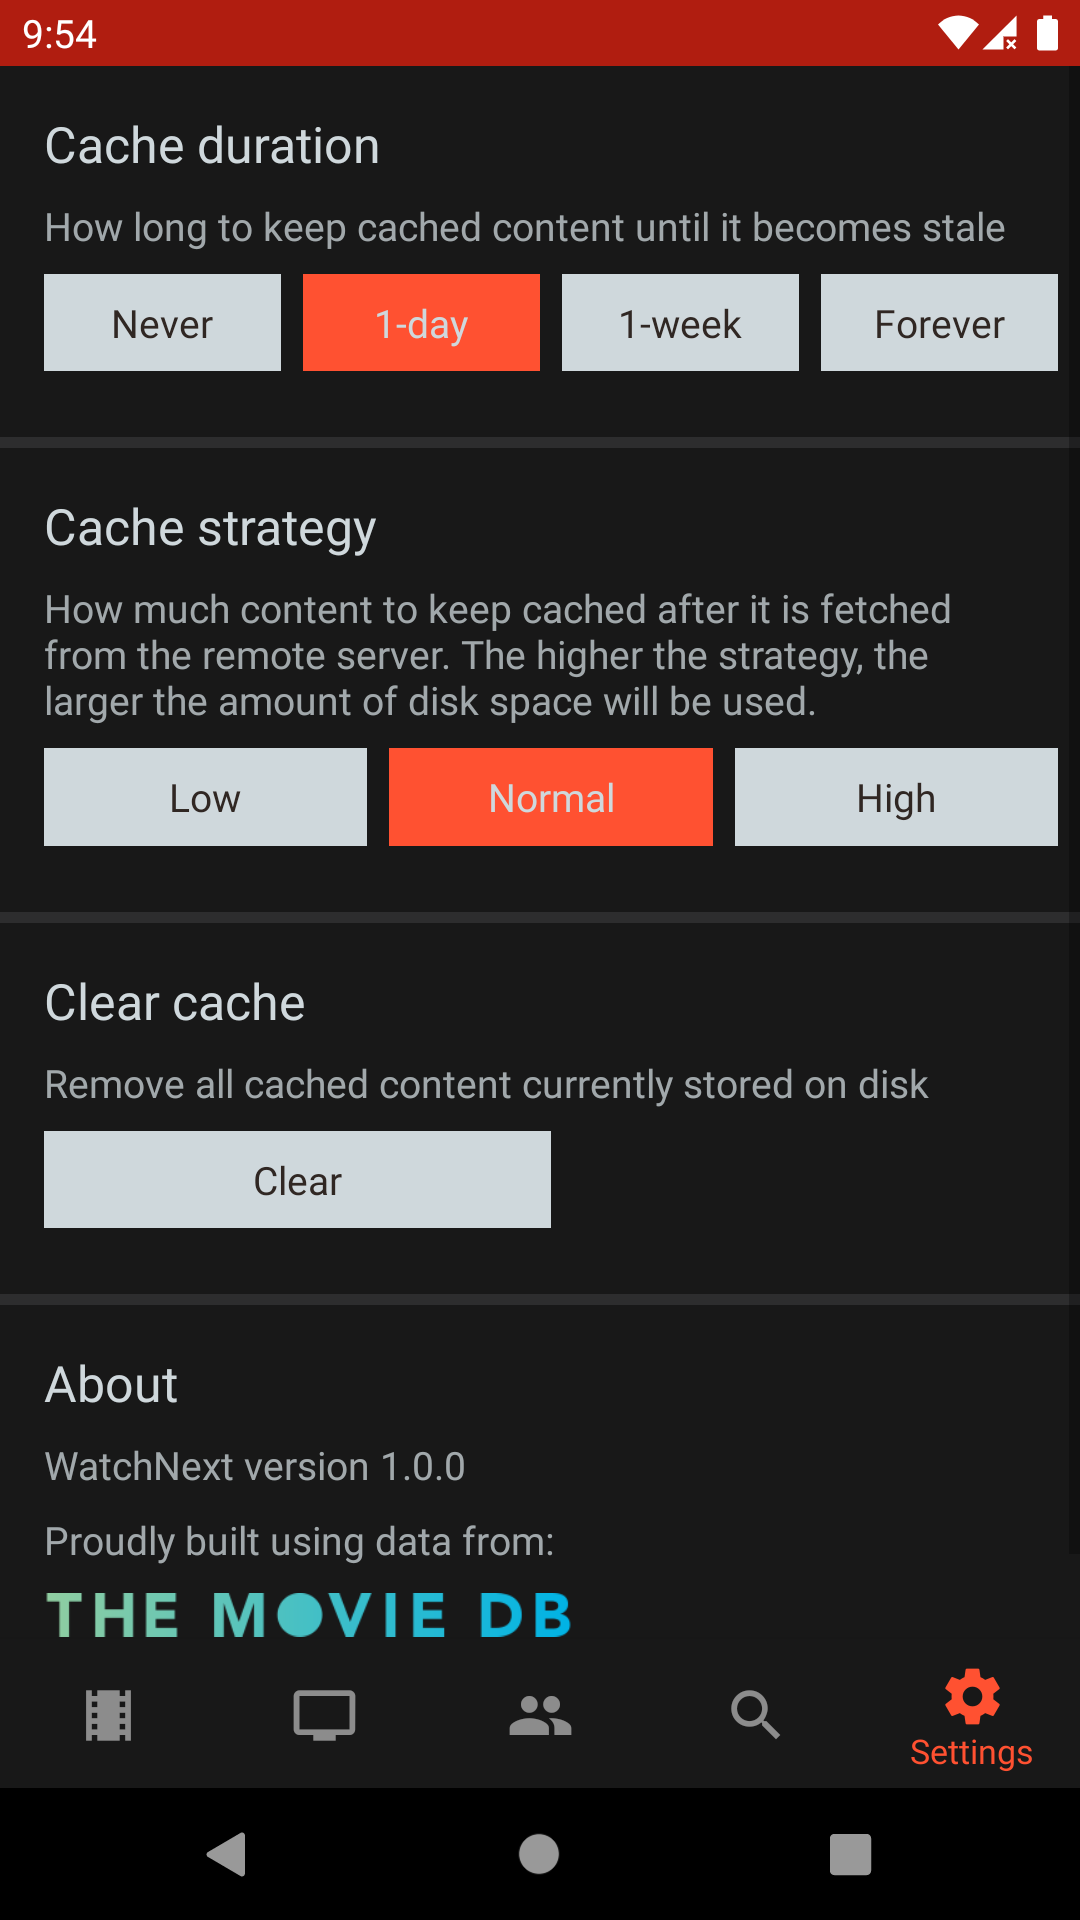 9:54
Cache duration
How long to keep cached content until it becomes stale
Never
1-day
1-week
Forever
Cache strategy
How much content to keep cached after it is fetched
from the remote server. The higher the strategy, the
larger the amount of disk space will be used.
Low
Normal
High
Clear cache
Remove all cached content currently stored on disk
Clear
About
WatchNext version 1.0.0
Proudly built using data from:
THE MOVIE DB
Settings